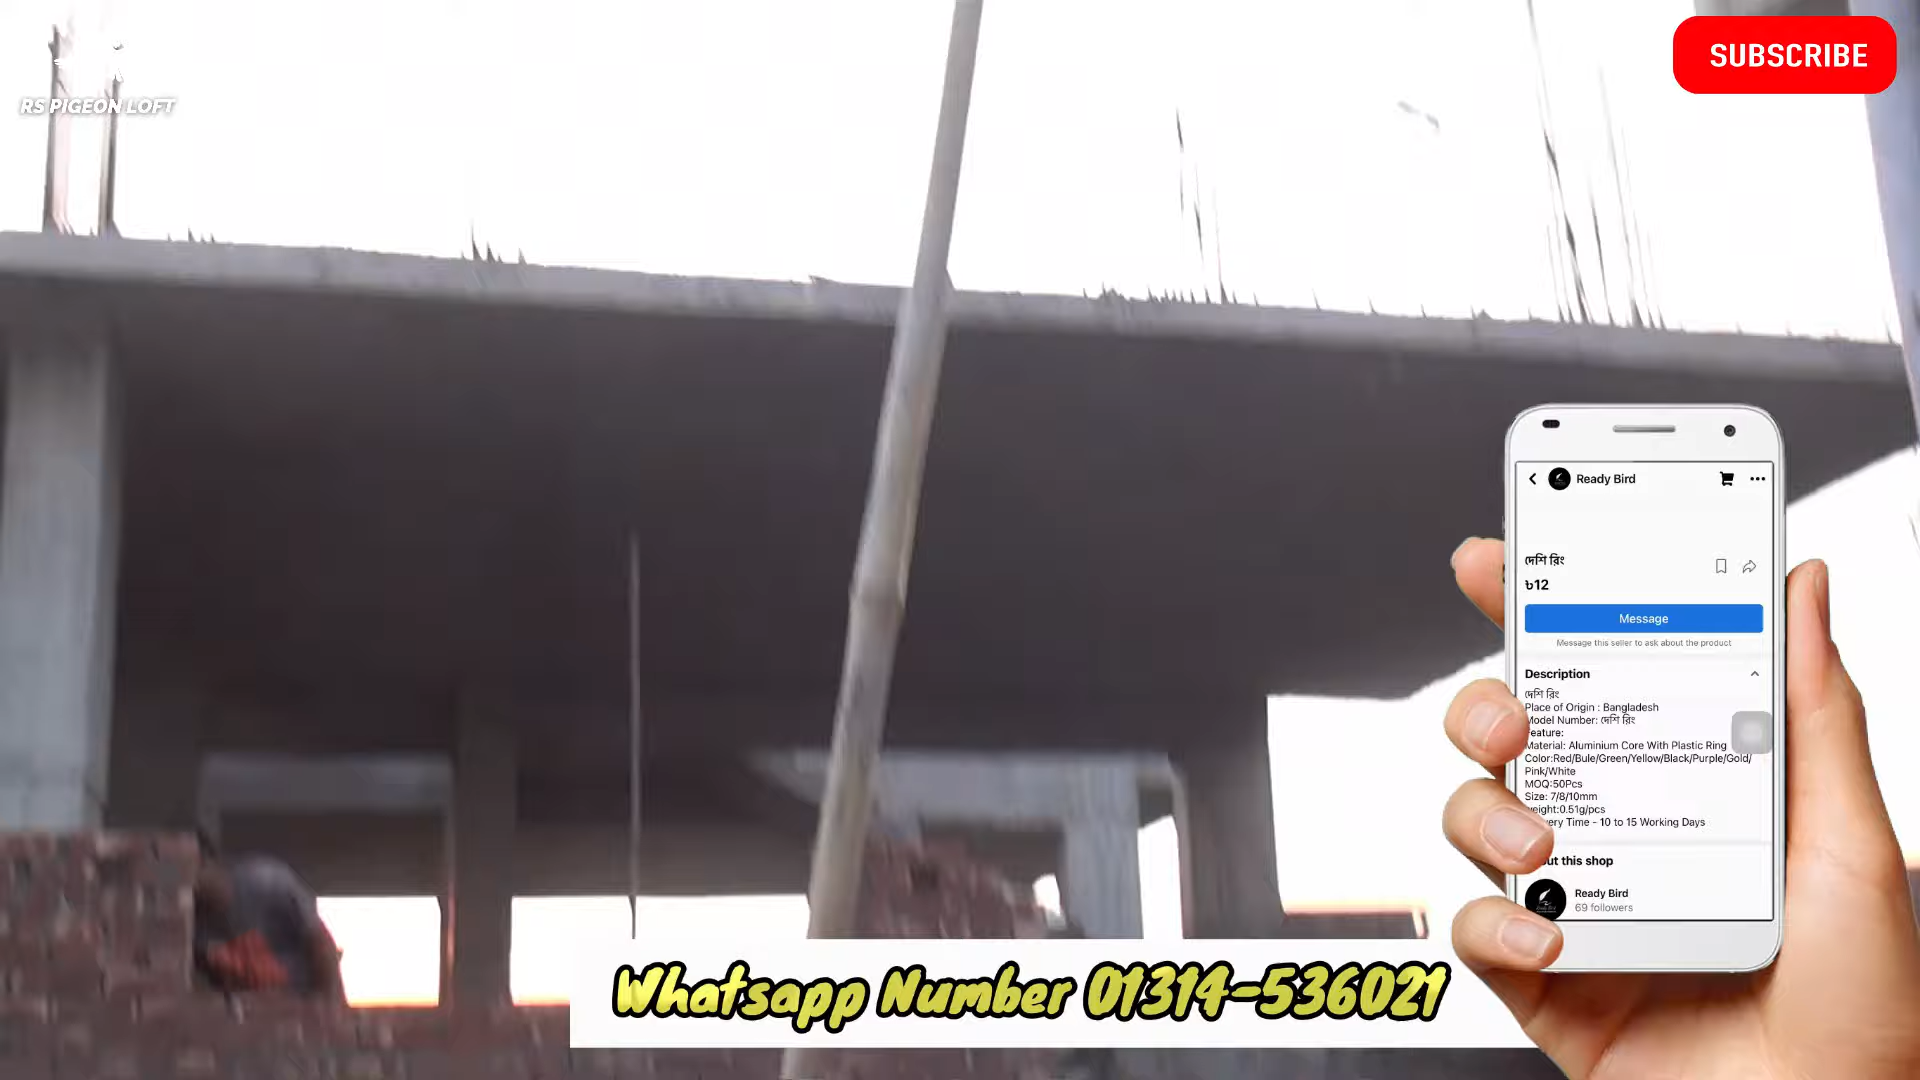 RS PIGEON LOFT
SUBSCRIBE
Ready Bird
দেশি রিং
৳12
Message
Message this seller to ask about the product
Description
দেশি রিং
Place of Origin : Bangladesh
Model Number: দেশি রিং
eature:
Material: Aluminium Core With Plastic Ring
Color:Red/Bule/Green/Yellow/Black/Purple/Gold/
Pink/White
MOQ:50Pcs
Size: 7/8/10mm
eight:0.51g/pcs
ery Time - 10 to 15 Working Days
ut this shop
Ready Bird
69 followers
Whatsapp Number 01314-536021